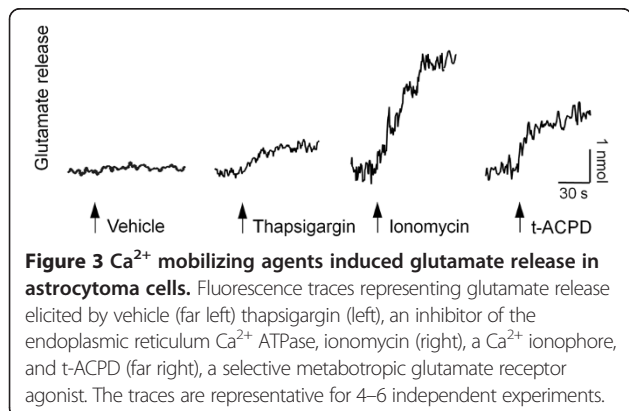 Glutamate release
1 nmol
30 s
Vehicle
Thapsigargin
Ionomycin
t-ACPD
Figure 3 Ca²⁺ mobilizing agents induced glutamate release in
astrocytoma cells. Fluorescence traces representing glutamate release
elicited by vehicle (far left) thapsigargin (left), an inhibitor of the
endoplasmic reticulum Ca²⁺ ATPase, ionomycin (right), a Ca²⁺ ionophore,
and t-ACPD (far right), a selective metabotropic glutamate receptor
agonist. The traces are representative for 4–6 independent experiments.